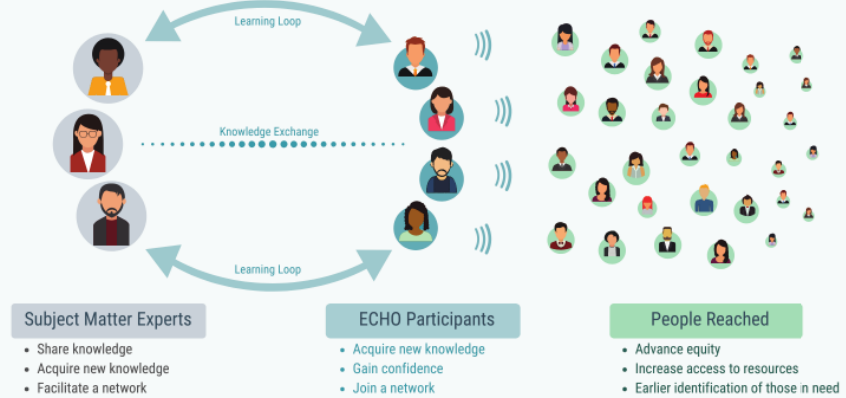 Learning Loop
Knowledge Exchange
Learning Loop
Subject Matter Experts
• Share knowledge
• Acquire new knowledge
• Facilitate a network
ECHO Participants
• Acquire new knowledge
• Gain confidence
• Join a network
People Reached
• Advance equity
• Increase access to resources
• Earlier identification of those in need